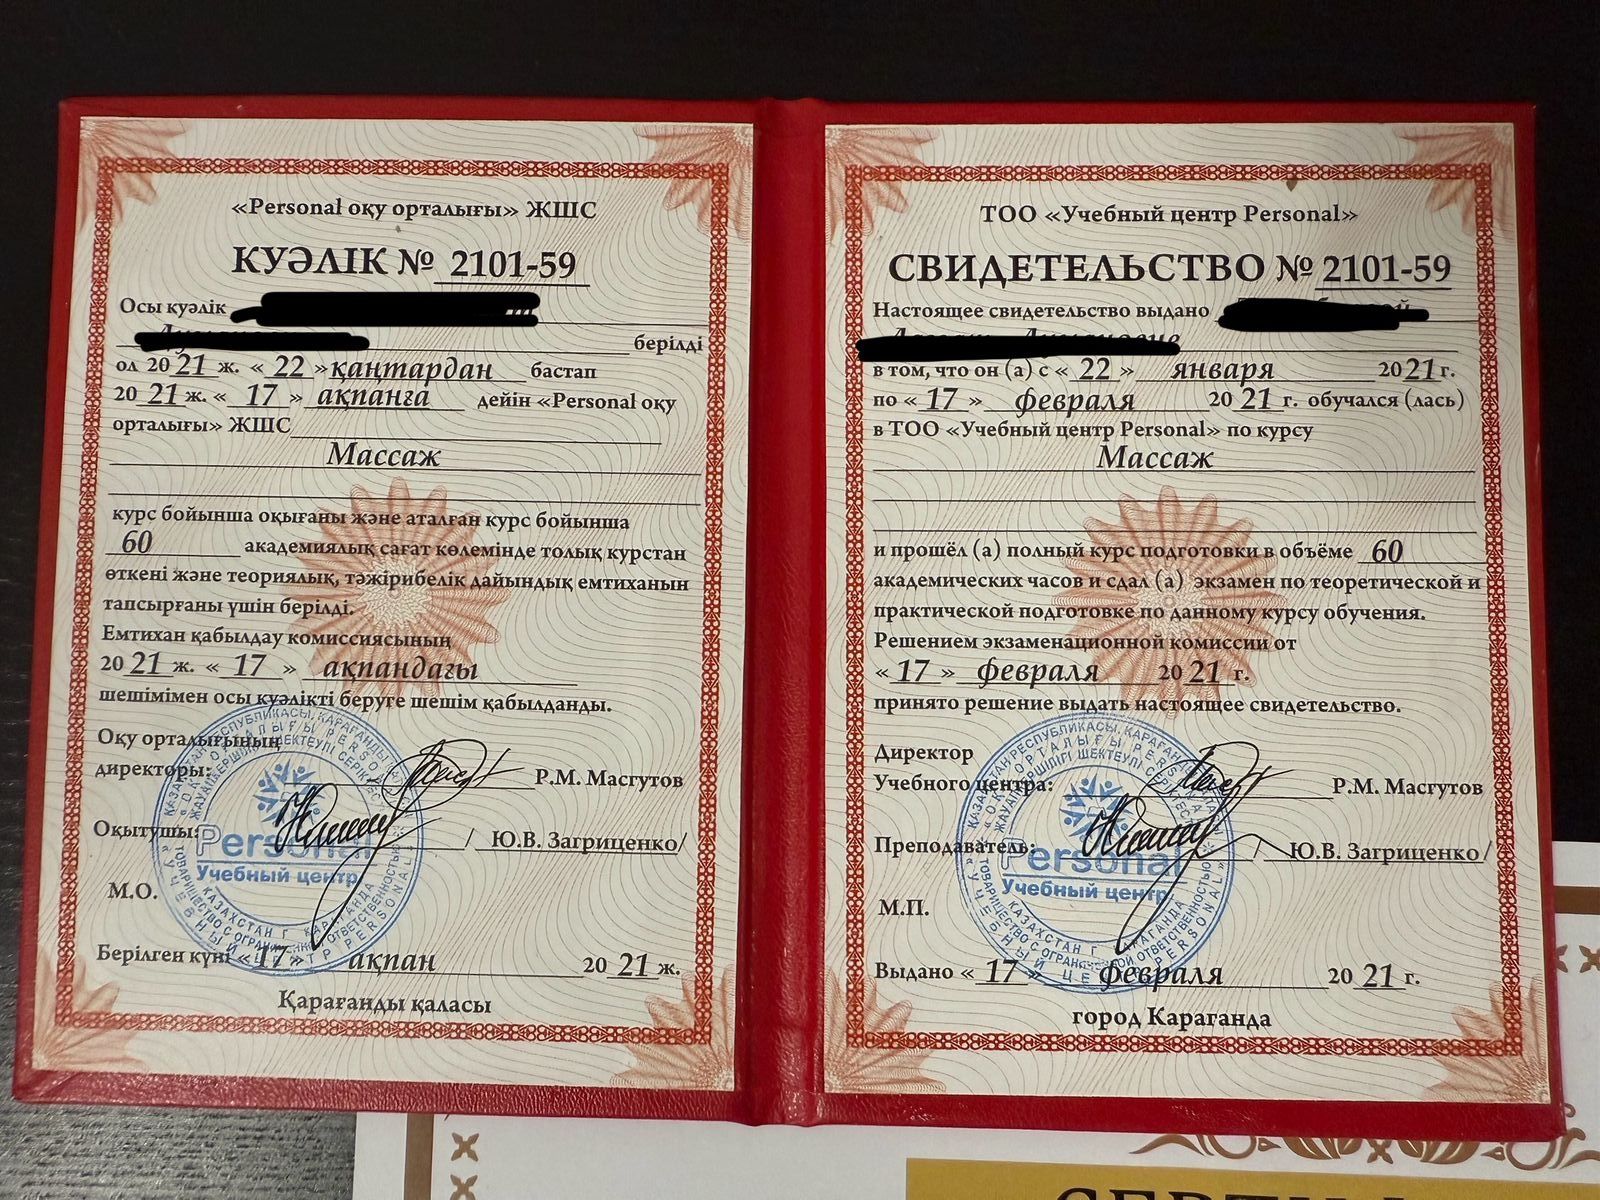 «Personal оқу орталығы» ЖШС
КУӘЛІК № 2101-59
Осы куәлік
берілді
ол 2021 ж. « 22 » қаңтардан бастап
2021 ж. « 17 » ақпанға дейін «Personal оқу
орталығы» ЖШС
Массаж
курс бойынша оқығаны және аталған курс бойынша
60 академиялық сағат көлемінде толық курстан
өткені және теориялық, тәжірибелік дайындық емтиханын
тапсырғаны үшін берілді.
Емтихан қабылдау комиссиясының
2021 ж. « 17 » ақпандағы
шешімімен осы куәлікті беруге шешім қабылданды.
Оқу орталығының
директоры: Р.М. Масгутов
Оқытушы: / Ю.В. Загриценко/
М.О.
Personal
Учебный центр
Берілген күні «17» ақпан 2021 ж.
Қарағанды қаласы
ТОО «Учебный центр Personal»
СВИДЕТЕЛЬСТВО № 2101-59
Настоящее свидетельство выдано
в том, что он (а) с « 22 » января 2021 г.
по « 17 » февраля 2021 г. обучался (лась)
в ТОО «Учебный центр Personal» по курсу
Массаж
и прошёл (а) полный курс подготовки в объёме 60
академических часов и сдал (а) экзамен по теоретической и
практической подготовке по данному курсу обучения.
Решением экзаменационной комиссии от
« 17 » февраля 2021 г.
принято решение выдать настоящее свидетельство.
Директор
Учебного центра: Р.М. Масгутов
Преподаватель: / Ю.В. Загриценко/
М.П.
Personal
Учебный центр
Выдано « 17 » февраля 2021 г.
город Караганда